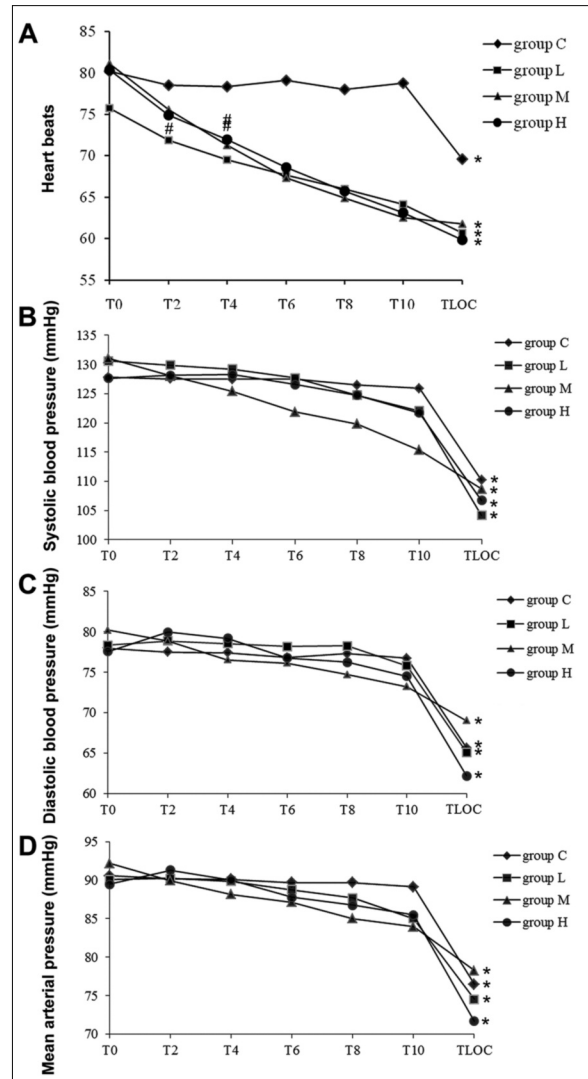 A
Heart beats
85
80
75
70
65
60
55
#
#
#
*
*
*
*
T0 T2 T4 T6 T8 T10 TLOC
group C
group L
group M
group H
B
Systolic blood pressure (mmHg)
135
130
125
120
115
110
105
100
*
*
*
*
T0 T2 T4 T6 T8 T10 TLOC
group C
group L
group M
group H
C
Diastolic blood pressure (mmHg)
85
80
75
70
65
60
*
*
*
*
T0 T2 T4 T6 T8 T10 TLOC
group C
group L
group M
group H
D
Mean arterial pressure (mmHg)
95
90
85
80
75
70
*
*
*
*
T0 T2 T4 T6 T8 T10 TLOC
group C
group L
group M
group H